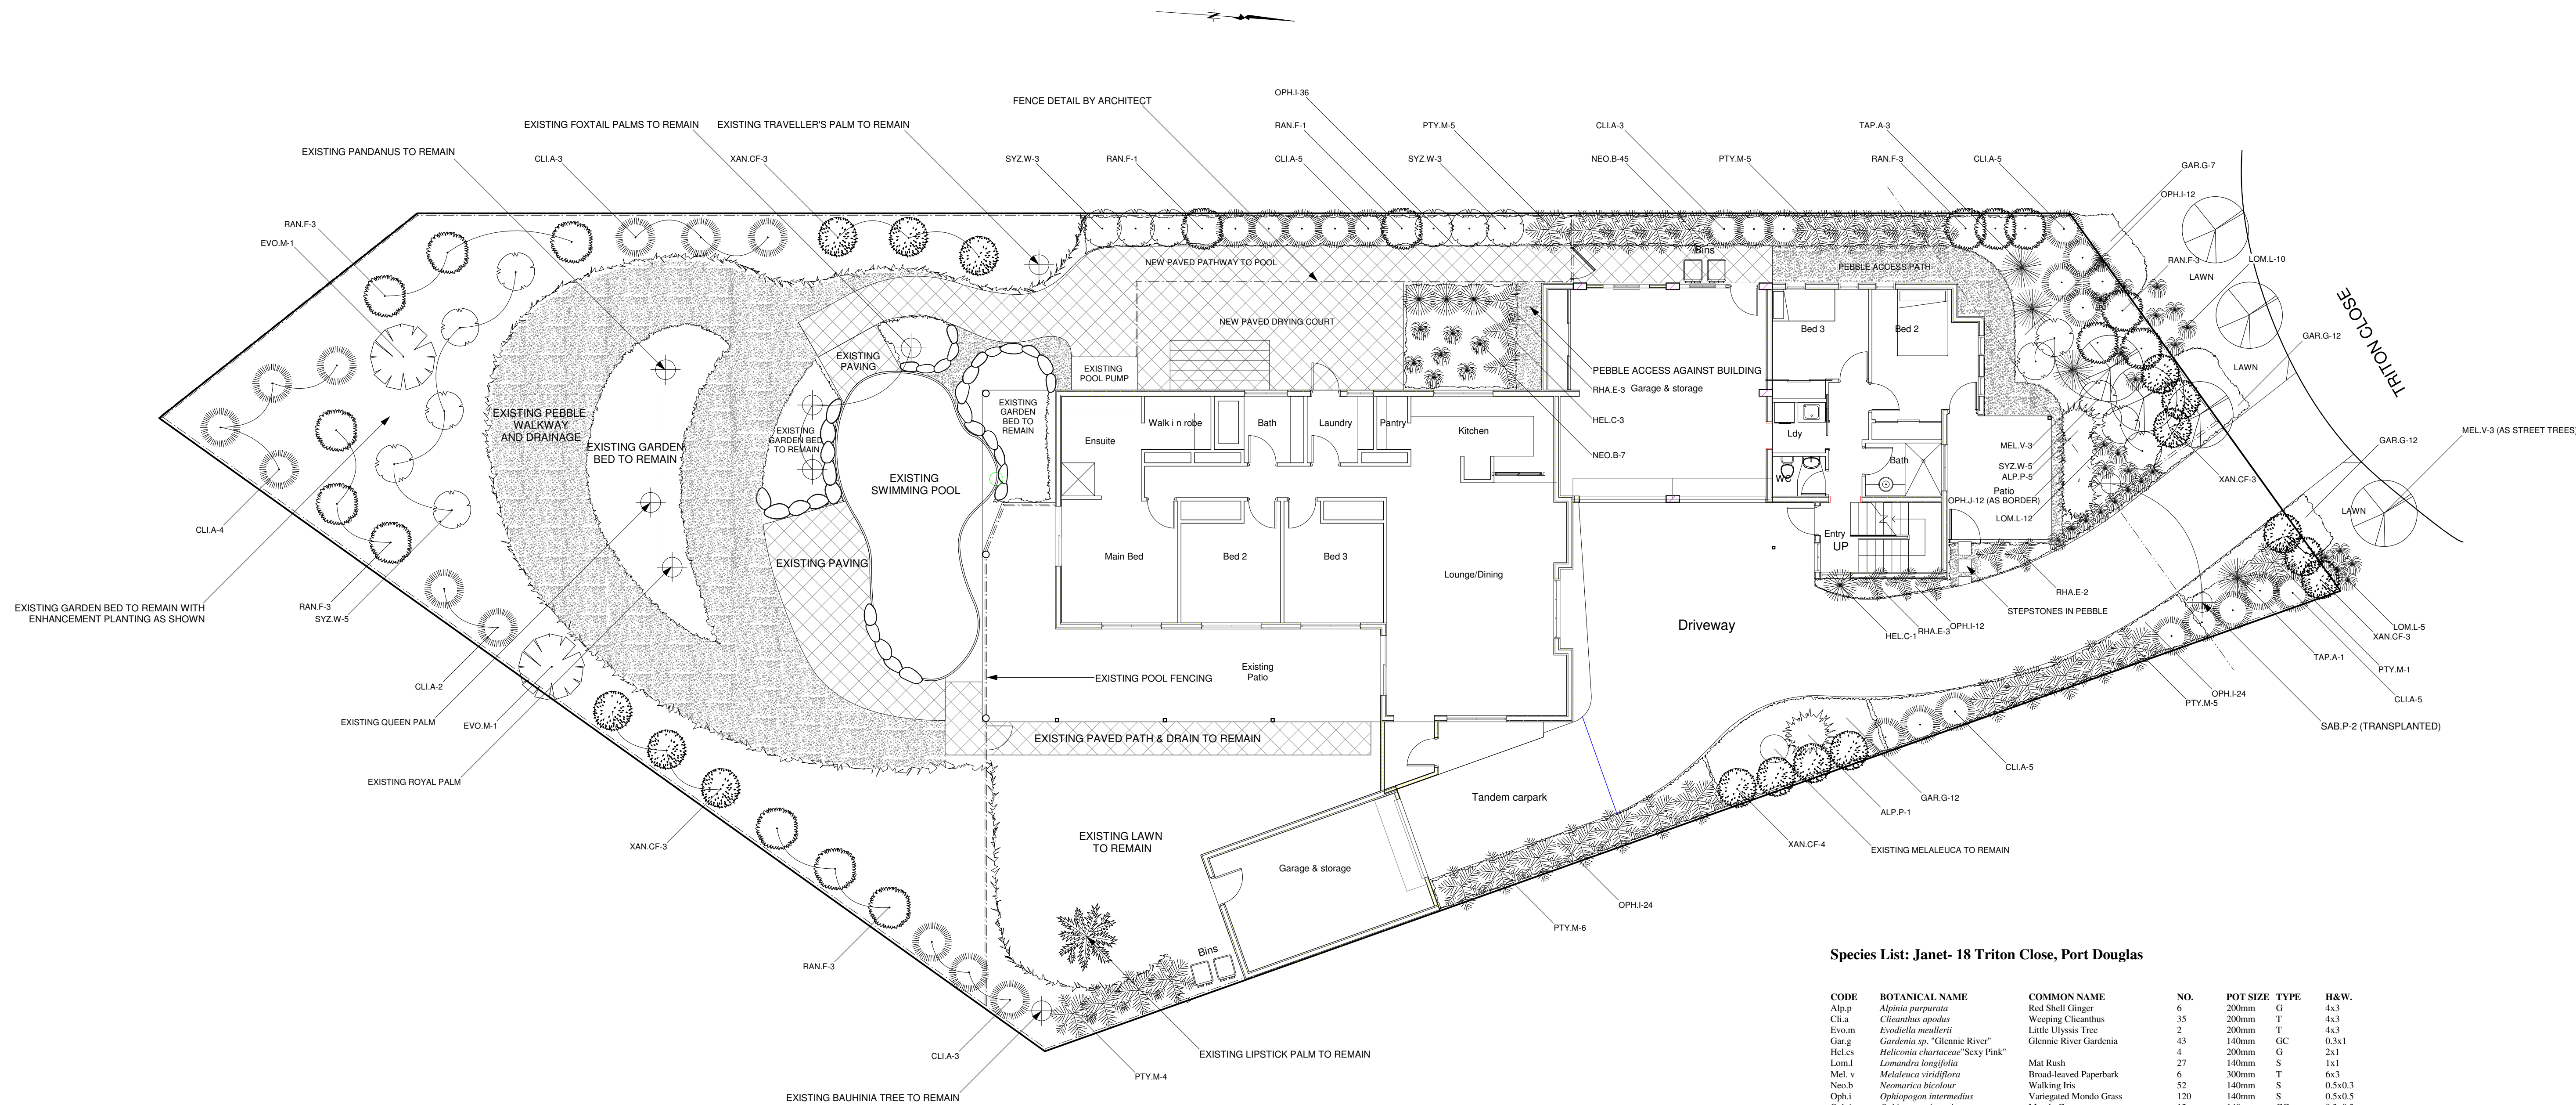 N
FENCE DETAIL BY ARCHITECT
OPH.I-36
EXISTING FOXTAIL PALMS TO REMAIN
EXISTING TRAVELLER'S PALM TO REMAIN
RAN.F-1
PTY.M-5
CLI.A-3
TAP.A-3
EXISTING PANDANUS TO REMAIN
CLI.A-3
XAN.CF-3
SYZ.W-3
RAN.F-1
CLI.A-5
SYZ.W-3
NEO.B-45
PTY.M-5
RAN.F-3
CLI.A-5
GAR.G-7
OPH.I-12
RAN.F-3
EVO.M-1
Bins
NEW PAVED PATHWAY TO POOL
PEBBLE ACCESS PATH
RAN.F-3
LOM.L-10
LAWN
TRITON CLOSE
NEW PAVED DRYING COURT
Bed 3
Bed 2
GAR.G-12
EXISTING
PAVING
EXISTING
POOL PUMP
PEBBLE ACCESS AGAINST BUILDING
LAWN
RHA.E-3
Garage & storage
EXISTING PEBBLE
WALKWAY
AND DRAINAGE
EXISTING
GARDEN
BED TO
REMAIN
EXISTING
GARDEN BED
TO REMAIN
EXISTING GARDEN
BED TO REMAIN
Ensuite
Walk i n robe
Bath
Laundry
Pantry
Kitchen
HEL.C-3
NEO.B-7
Ldy
WC
Bath
MEL.V-3
SYZ.W-5
ALP.P-5
Patio
OPH.J-12 (AS BORDER)
LOM.L-12
GAR.G-12
MEL.V-3 (AS STREET TREES)
XAN.CF-3
LAWN
EXISTING
SWIMMING POOL
CLI.A-4
Entry
UP
EXISTING PAVING
Main Bed
Bed 2
Bed 3
Lounge/Dining
RHA.E-2
STEPSTONES IN PEBBLE
RAN.F-3
SYZ.W-5
EXISTING GARDEN BED TO REMAIN WITH
ENHANCEMENT PLANTING AS SHOWN
Driveway
HEL.C-1
RHA.E-3
OPH.I-12
LOM.L-5
XAN.CF-3
TAP.A-1
PTY.M-1
CLI.A-2
EXISTING POOL FENCING
Existing
Patio
OPH.I-24
PTY.M-5
CLI.A-5
EXISTING QUEEN PALM
EVO.M-1
SAB.P-2 (TRANSPLANTED)
EXISTING PAVED PATH & DRAIN TO REMAIN
EXISTING ROYAL PALM
CLI.A-5
GAR.G-12
Tandem carpark
ALP.P-1
XAN.CF-3
EXISTING LAWN
TO REMAIN
XAN.CF-4
EXISTING MELALEUCA TO REMAIN
Garage & storage
OPH.I-24
PTY.M-6
Bins
RAN.F-3
CLI.A-3
EXISTING LIPSTICK PALM TO REMAIN
PTY.M-4
EXISTING BAUHINIA TREE TO REMAIN
Species List: Janet- 18 Triton Close, Port Douglas
CODE BOTANICAL NAME COMMON NAME NO. POT SIZE TYPE H&W.
Alp.p Alpinia purpurata Red Shell Ginger 6 200mm G 4x3
Cli.a Clieanthus apodus Weeping Clieanthus 35 200mm T 4x3
Evo.m Evodiella meullerii Little Ulyssis Tree 2 200mm T 4x3
Gar.g Gardenia sp. "Glennie River" Glennie River Gardenia 43 140mm GC 0.3x1
Hel.cs Heliconia chartaceae"Sexy Pink" 4 200mm G 2x1
Lom.l Lomandra longifolia Mat Rush 27 140mm S 1x1
Mel. v Melaleuca viridiflora Broad-leaved Paperbark 6 300mm T 6x3
Neo.b Neomarica bicolour Walking Iris 52 140mm S 0.5x0.3
Oph.i Ophiopogon intermedius Variegated Mondo Grass 120 140mm S 0.5x0.5